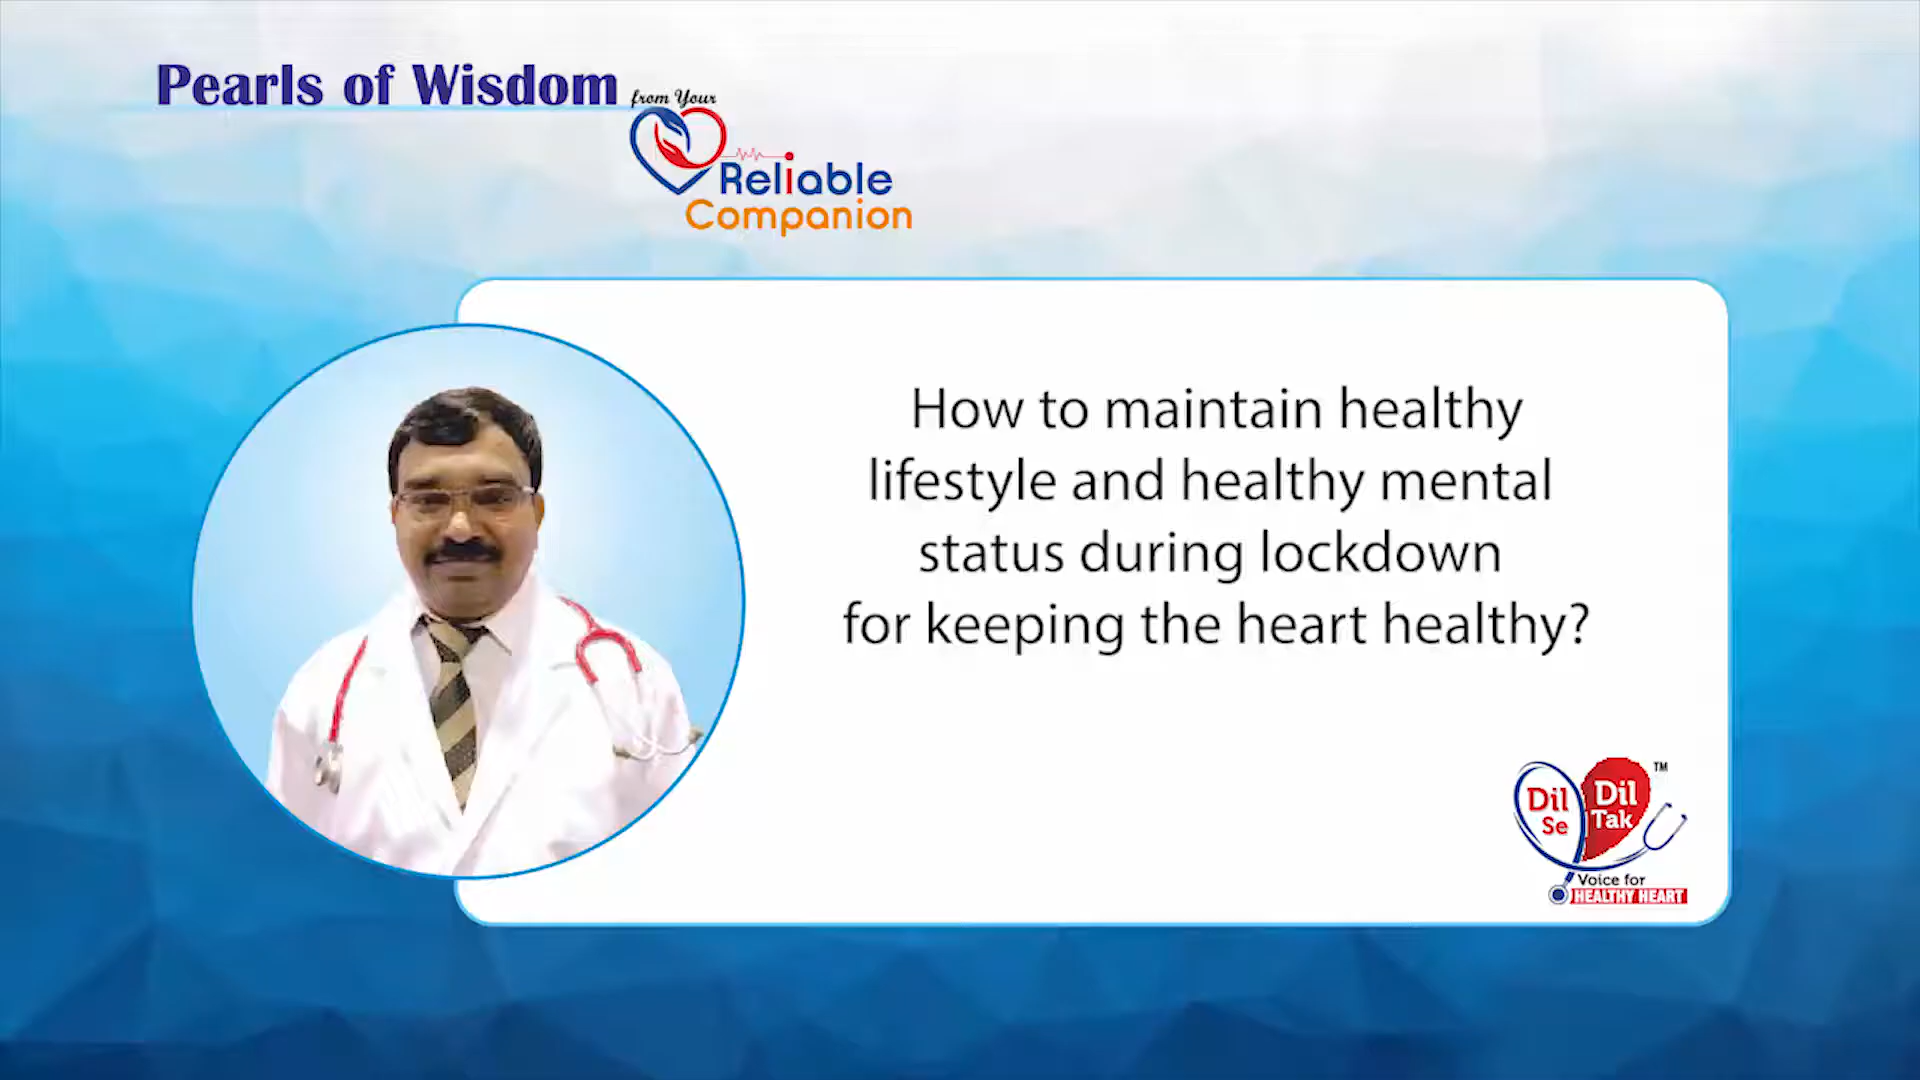 Pearls of Wisdom from Your
Reliable
Companion
How to maintain healthy
lifestyle and healthy mental
status during lockdown
for keeping the heart healthy?
Dil Dil TM
Se Tak
Voice for
HEALTHY HEART